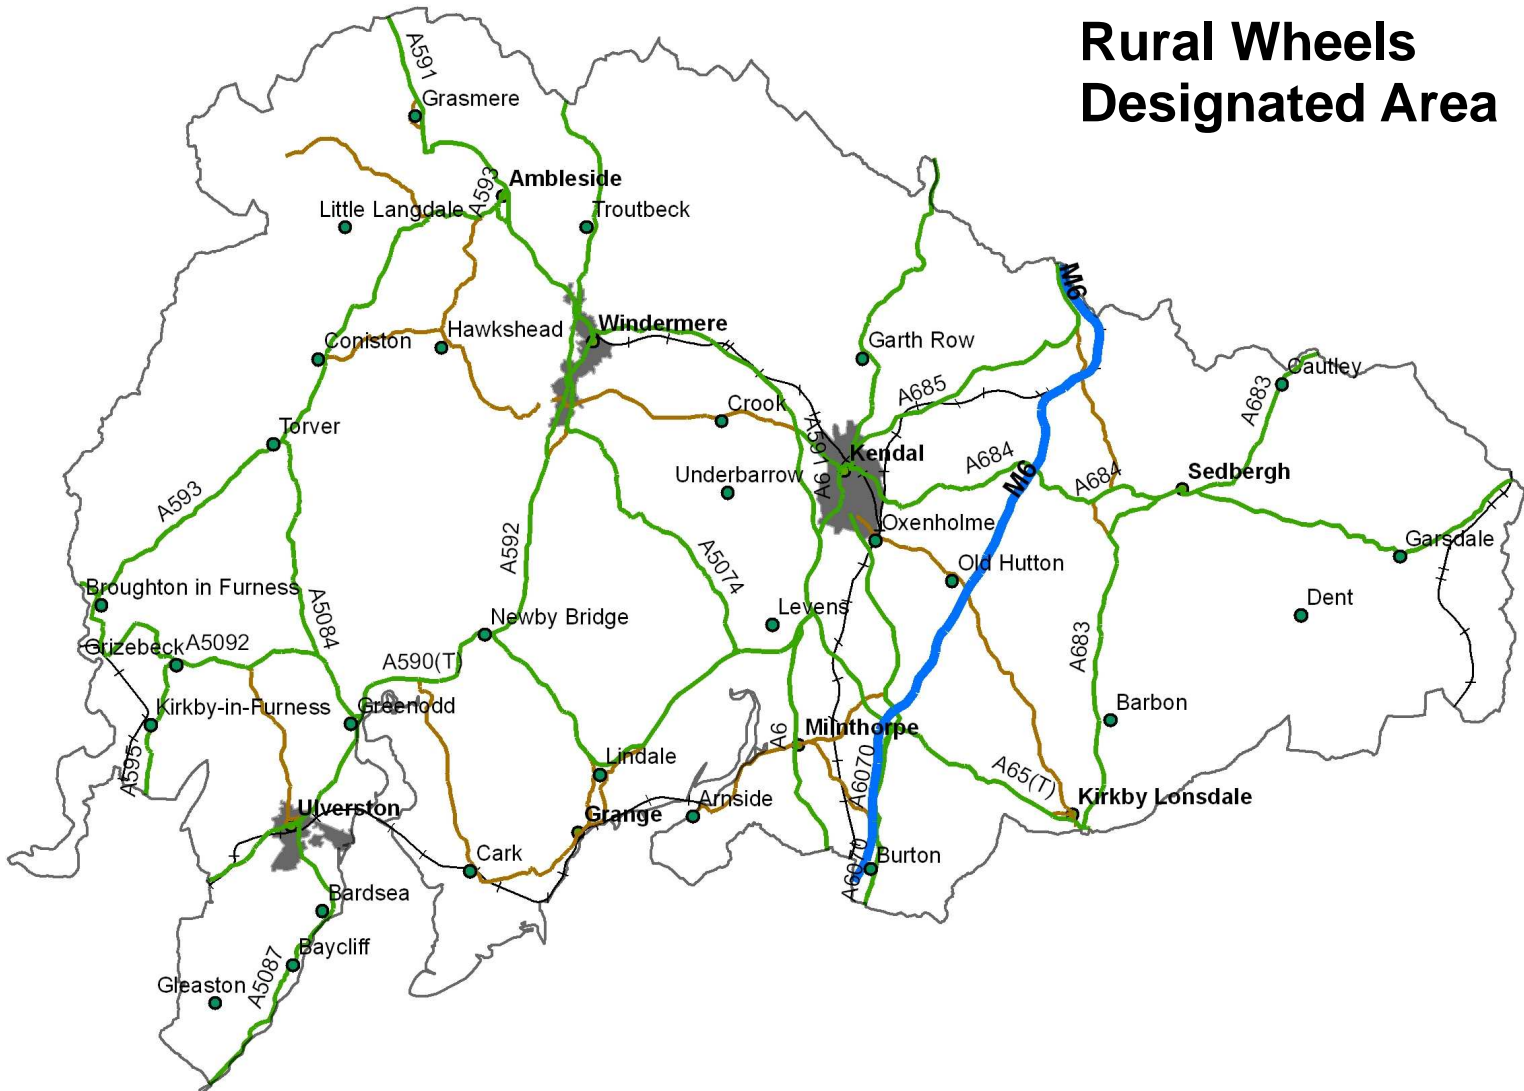 Rural Wheels
Designated Area
A591
Grasmere
A593
Ambleside
Little Langdale
Troutbeck
M6
Coniston
Hawkshead
Windermere
Garth Row
Cautley
A683
A685
Crook
Torver
A591
Kendal
A684
A684
Sedbergh
Underbarrow
A6
M6
A593
A592
Oxenholme
Garsdale
A5074
Old Hutton
Broughton in Furness
A5084
Levens
Dent
Newby Bridge
Grizebeck
A5092
A590(T)
A683
Kirkby-in-Furness
Greenodd
Barbon
A6
Milnthorpe
A595
Lindale
A6070
A65(T)
Arnside
Kirkby Lonsdale
Ulverston
Grange
Cark
A6070
Burton
Bardsea
Baycliff
Gleaston
A5087